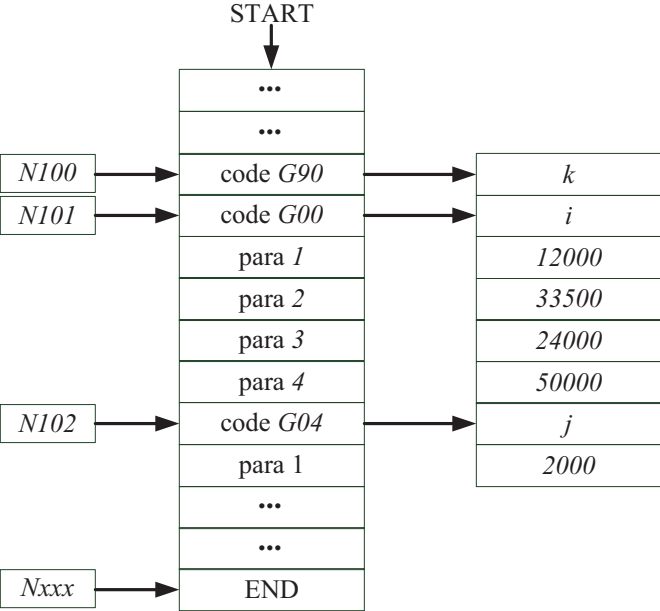 START
...
...
N100 code G90 k
N101 code G00 i
para 1 12000
para 2 33500
para 3 24000
para 4 50000
N102 code G04 j
para 1 2000
...
...
Nxxx END